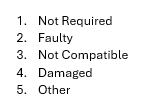 1. Not Required
2. Faulty
3. Not Compatible
4. Damaged
5. Other